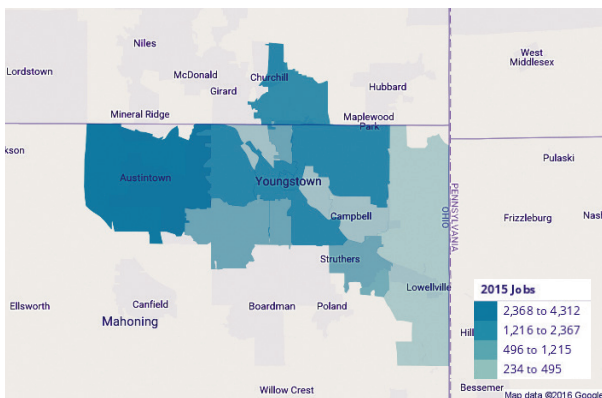 Niles
Lordstown
McDonald
Churchill
Girard
Hubbard
West
Middlesex
Mineral Ridge
Maplewood
Park
kson
Pulaski
Austintown
Youngstown
Campbell
PENNSYLVANIA
OHIO
Frizzleburg
Nash
Struthers
Lowellville
Ellsworth
Canfield
Boardman
Poland
Mahoning
Hill
Willow Crest
Bessemer
2015 Jobs
2,368 to 4,312
1,216 to 2,367
496 to 1,215
234 to 495
Map data ©2016 Google